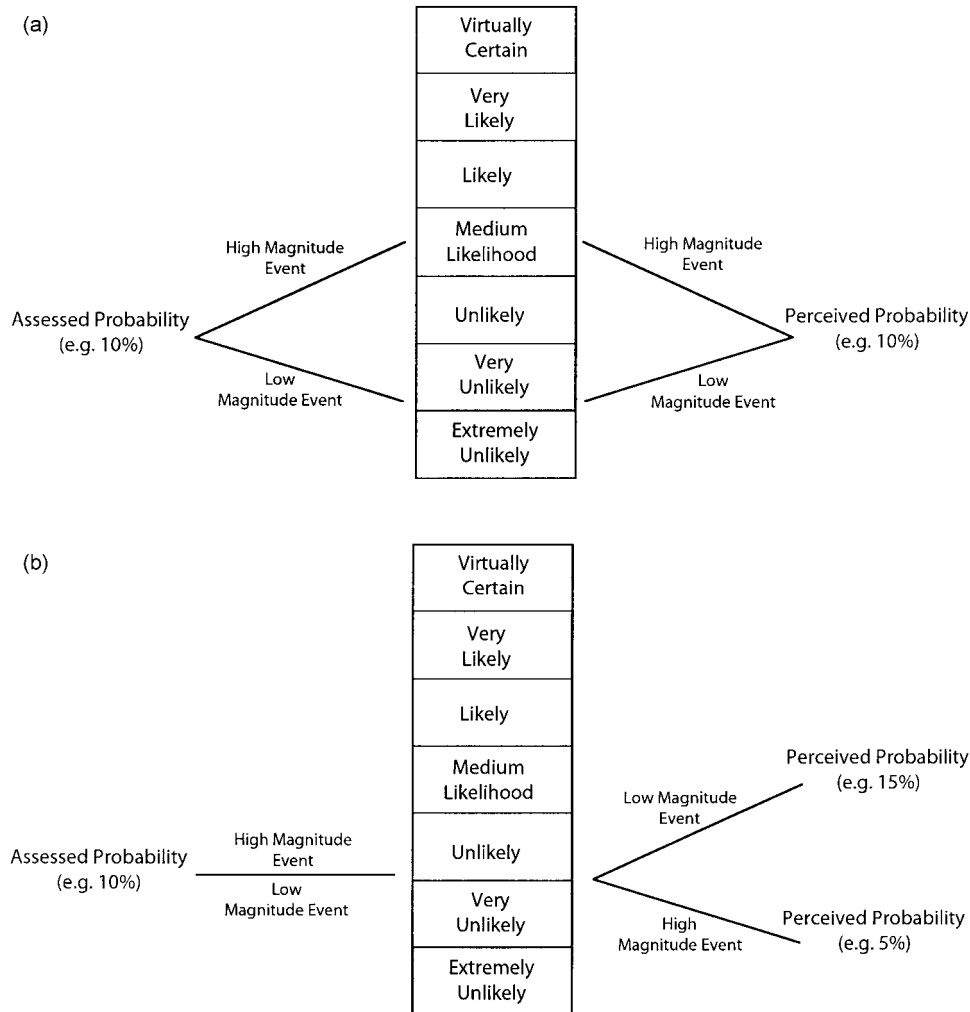 (a)
Virtually
Certain
Very
Likely
Likely
Medium
Likelihood
Unlikely
Very
Unlikely
Extremely
Unlikely
High Magnitude
Event
Assessed Probability
(e.g. 10%)
Low
Magnitude Event
High Magnitude
Event
Perceived Probability
(e.g. 10%)
Low
Magnitude Event
(b)
Virtually
Certain
Very
Likely
Likely
Medium
Likelihood
Unlikely
Very
Unlikely
Extremely
Unlikely
High Magnitude
Event
Assessed Probability
(e.g. 10%)
Low
Magnitude Event
Perceived Probability
(e.g. 15%)
Low Magnitude
Event
High
Magnitude Event
Perceived Probability
(e.g. 5%)